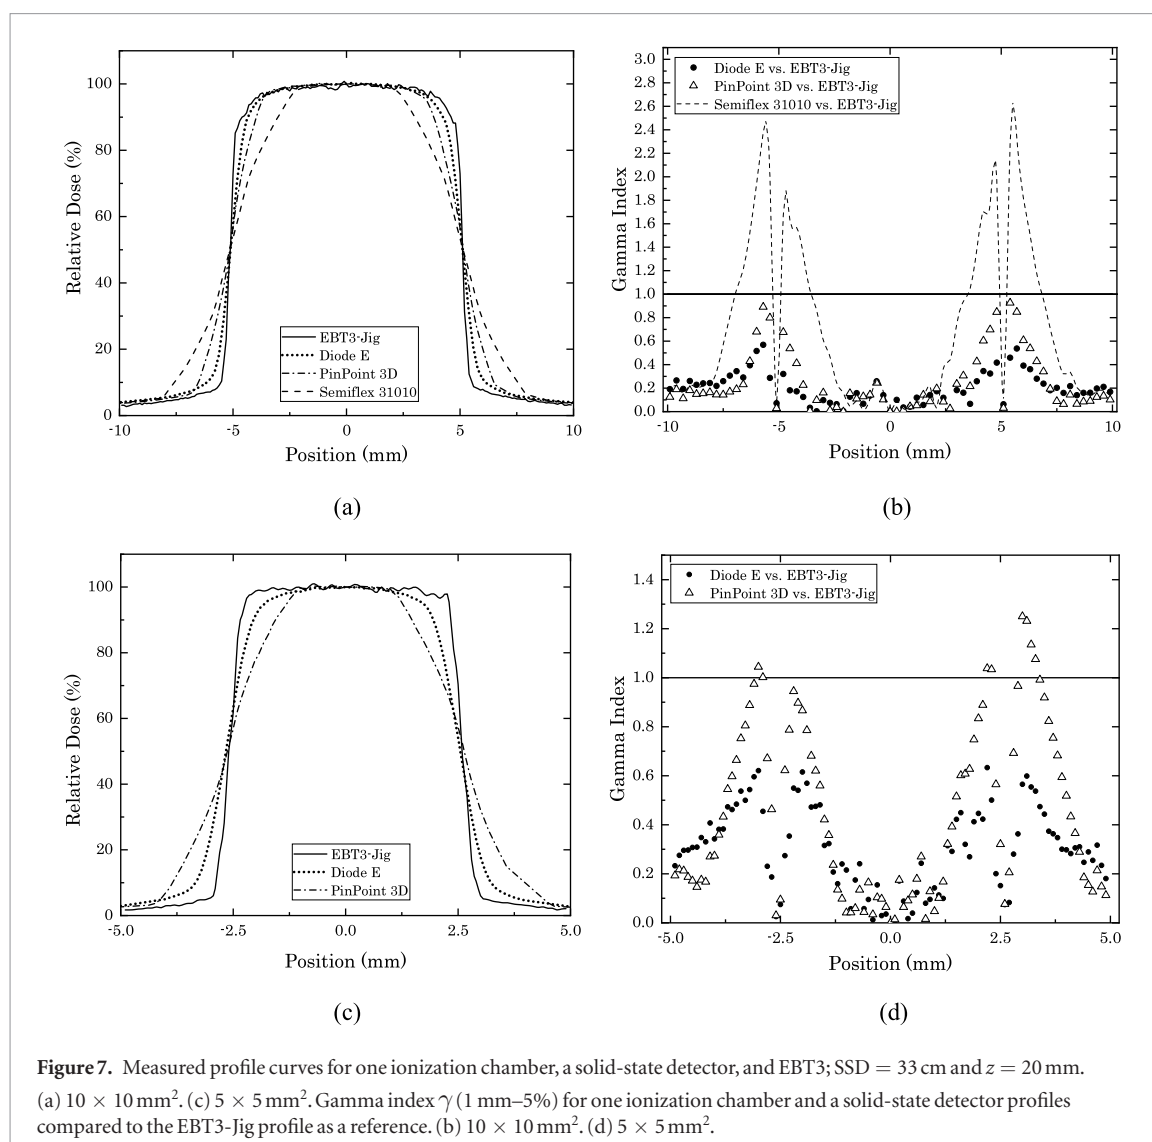 100
80
60
40
20
0
Relative Dose (%)
EBT3-Jig
Diode E
PinPoint 3D
Semiflex 31010
-10 -5 0 5 10
Position (mm)
(a)
3.0
2.8
2.6
2.4
2.2
2.0
1.8
1.6
1.4
1.2
1.0
0.8
0.6
0.4
0.2
0.0
Gamma Index
Diode E vs. EBT3-Jig
PinPoint 3D vs. EBT3-Jig
Semiflex 31010 vs. EBT3-Jig
-10 -5 0 5 10
Position (mm)
(b)
100
80
60
40
20
0
Relative Dose (%)
EBT3-Jig
Diode E
PinPoint 3D
-5.0 -2.5 0.0 2.5 5.0
Position (mm)
(c)
1.4
1.2
1.0
0.8
0.6
0.4
0.2
0.0
Gamma Index
Diode E vs. EBT3-Jig
PinPoint 3D vs. EBT3-Jig
-5.0 -2.5 0.0 2.5 5.0
Position (mm)
(d)
Figure 7. Measured profile curves for one ionization chamber, a solid-state detector, and EBT3; SSD = 33 cm and z = 20 mm.
(a) 10 × 10 mm². (c) 5 × 5 mm². Gamma index γ (1 mm–5%) for one ionization chamber and a solid-state detector profiles
compared to the EBT3-Jig profile as a reference. (b) 10 × 10 mm². (d) 5 × 5 mm².